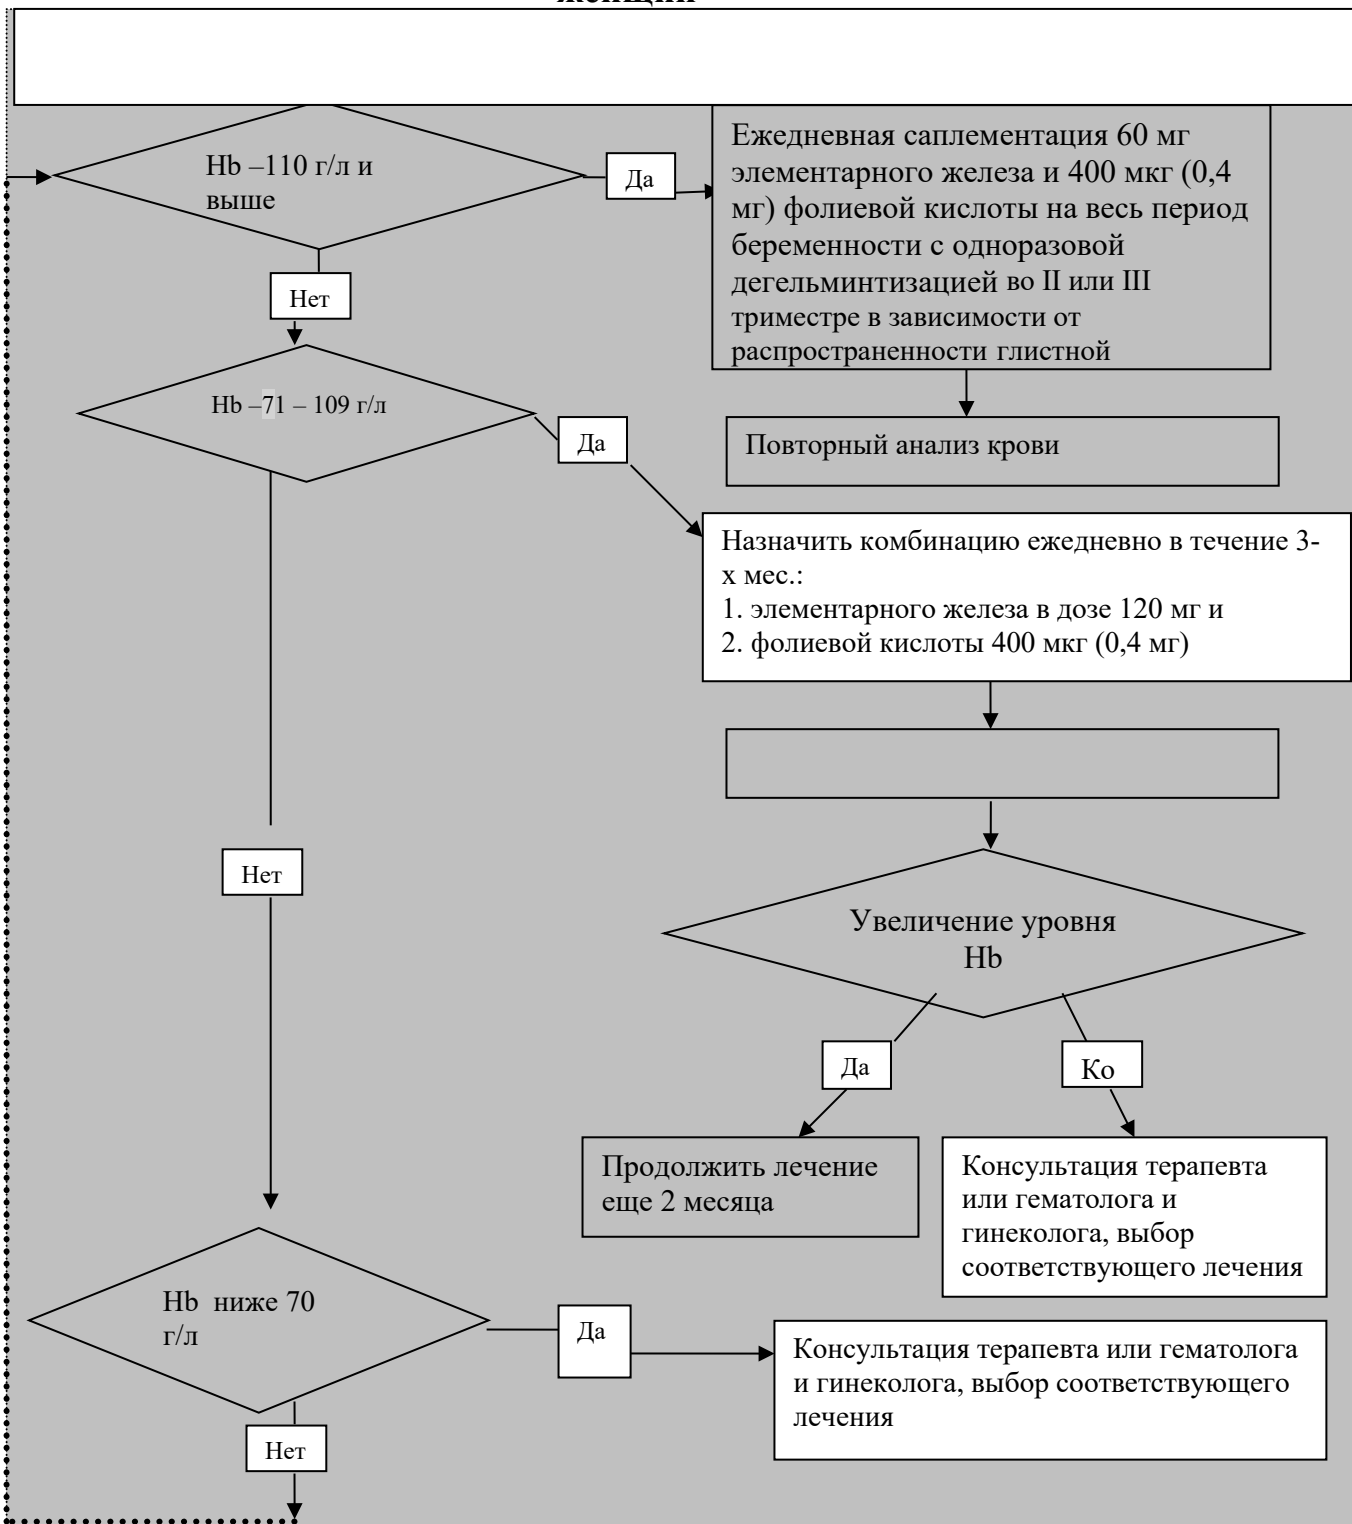 Hb –110 г/л и
выше
Да
Ежедневная саплементация 60 мг
элементарного железа и 400 мкг (0,4
мг) фолиевой кислоты на весь период
беременности с одноразовой
дегельминтизацией во II или III
триместре в зависимости от
распространенности глистной
Нет
Hb –71 – 109 г/л
Да
Повторный анализ крови
Назначить комбинацию ежедневно в течение 3-
х мес.:
1. элементарного железа в дозе 120 мг и
2. фолиевой кислоты 400 мкг (0,4 мг)
Нет
Увеличение уровня
Hb
Да
Ко
Продолжить лечение
еще 2 месяца
Консультация терапевта
или гематолога и
гинеколога, выбор
соответствующего лечения
Hb ниже 70
г/л
Да
Консультация терапевта или гематолога
и гинеколога, выбор соответствующего
лечения
Нет